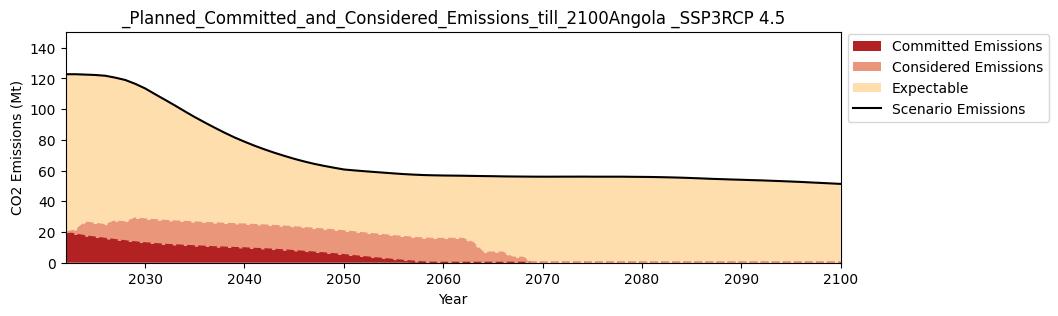 _Planned_Committed_and_Considered_Emissions_till_2100Angola _SSP3RCP 4.5
CO2 Emissions (Mt)
140
120
100
80
60
40
20
0
2030 2040 2050 2060 2070 2080 2090 2100
Year
Committed Emissions
Considered Emissions
Expectable
Scenario Emissions